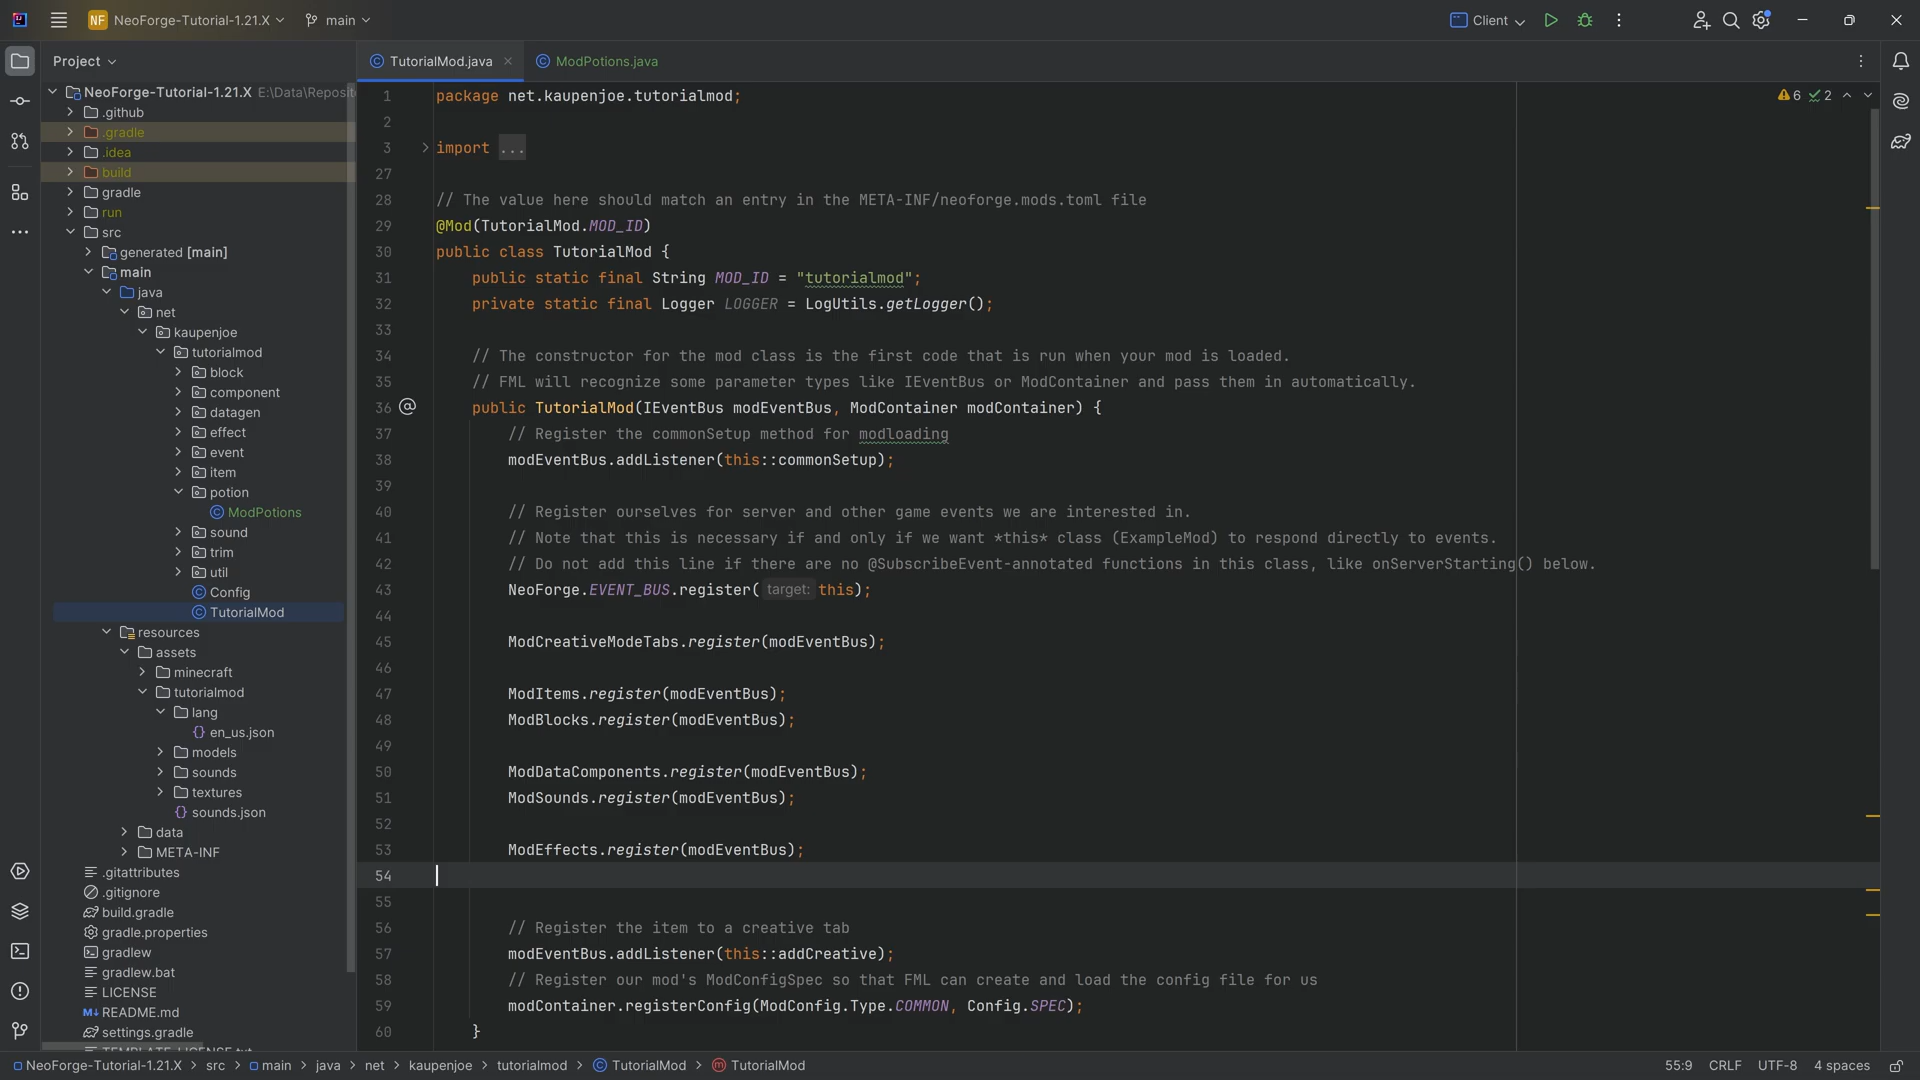 NF NeoForge-Tutorial-1.21.X main Client
Project
TutorialMod.java
ModPotions.java
NeoForge-Tutorial-1.21.X E:\Data\Reposito
.github
.gradle
.idea
build
gradle
run
src
generated [main]
main
java
net
kaupenjoe
tutorialmod
block
component
datagen
effect
event
item
potion
ModPotions
sound
trim
util
Config
TutorialMod
resources
assets
minecraft
tutorialmod
lang
en_us.json
models
sounds
textures
sounds.json
data
META-INF
.gitattributes
.gitignore
build.gradle
gradle.properties
gradlew
gradlew.bat
LICENSE
README.md
settings.gradle
TEMPLATE_LICENSE.txt
6 2
1 package net.kaupenjoe.tutorialmod;
2
3 import ...
27
28 // The value here should match an entry in the META-INF/neoforge.mods.toml file
29 @Mod(TutorialMod.MOD_ID)
30 public class TutorialMod {
31 public static final String MOD_ID = "tutorialmod";
32 private static final Logger LOGGER = LogUtils.getLogger();
33
34 // The constructor for the mod class is the first code that is run when your mod is loaded.
35 // FML will recognize some parameter types like IEventBus or ModContainer and pass them in automatically.
36 @ public TutorialMod(IEventBus modEventBus, ModContainer modContainer) {
37 // Register the commonSetup method for modloading
38 modEventBus.addListener(this::commonSetup);
39
40 // Register ourselves for server and other game events we are interested in.
41 // Note that this is necessary if and only if we want *this* class (ExampleMod) to respond directly to events.
42 // Do not add this line if there are no @SubscribeEvent-annotated functions in this class, like onServerStarting() below.
43 NeoForge.EVENT_BUS.register( target: this);
44
45 ModCreativeModeTabs.register(modEventBus);
46
47 ModItems.register(modEventBus);
48 ModBlocks.register(modEventBus);
49
50 ModDataComponents.register(modEventBus);
51 ModSounds.register(modEventBus);
52
53 ModEffects.register(modEventBus);
54
55
56 // Register the item to a creative tab
57 modEventBus.addListener(this::addCreative);
58 // Register our mod's ModConfigSpec so that FML can create and load the config file for us
59 modContainer.registerConfig(ModConfig.Type.COMMON, Config.SPEC);
60 }
NeoForge-Tutorial-1.21.X > src > main > java > net > kaupenjoe > tutorialmod > TutorialMod > TutorialMod 55:9 CRLF UTF-8 4 spaces